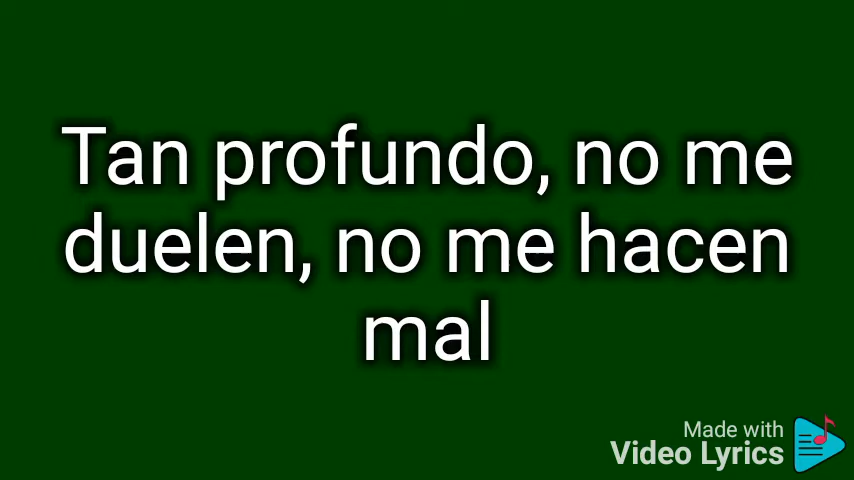 Tan profundo, no me
duelen, no me hacen
mal
Made with
Video Lyrics